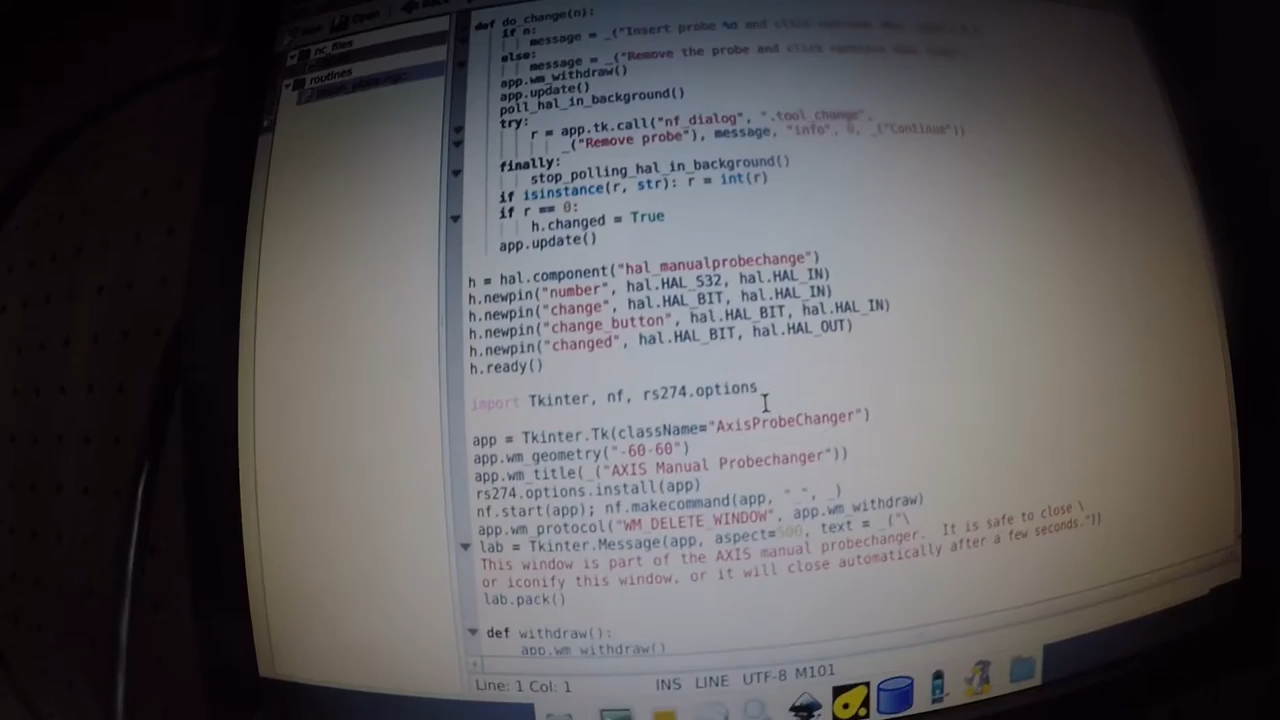 Open
nc_files
routines
def do_change(n):
if n:
message = _("Insert probe %d and click
else:
message = _("Remove the probe and click
app.wm_withdraw()
app.update()
poll_hal_in_background()
try:
r = app.tk.call("nf_dialog", ".tool_change",
_("Remove probe"), message, "info", 0, _("Continue"))
finally:
stop_polling_hal_in_background()
if isinstance(r, str): r = int(r)
if r == 0:
h.changed = True
app.update()
h = hal.component("hal_manualprobechange")
h.newpin("number", hal.HAL_S32, hal.HAL_IN)
h.newpin("change", hal.HAL_BIT, hal.HAL_IN)
h.newpin("change_button", hal.HAL_BIT, hal.HAL_IN)
h.newpin("changed", hal.HAL_BIT, hal.HAL_OUT)
h.ready()
import Tkinter, nf, rs274.options
app = Tkinter.Tk(className="AxisProbeChanger")
app.wm_geometry("-60-60")
app.wm_title(_("AXIS Manual Probechanger"))
rs274.options.install(app)
nf.start(app); nf.makecommand(app, "_", _)
app.wm_protocol("WM_DELETE_WINDOW", app.wm_withdraw)
lab = Tkinter.Message(app, aspect=500, text = _("\
This window is part of the AXIS manual probechanger. It is safe to close \
or iconify this window, or it will close automatically after a few seconds."))
lab.pack()
def withdraw():
app.wm_withdraw()
Line: 1 Col: 1 INS LINE UTF-8 M101